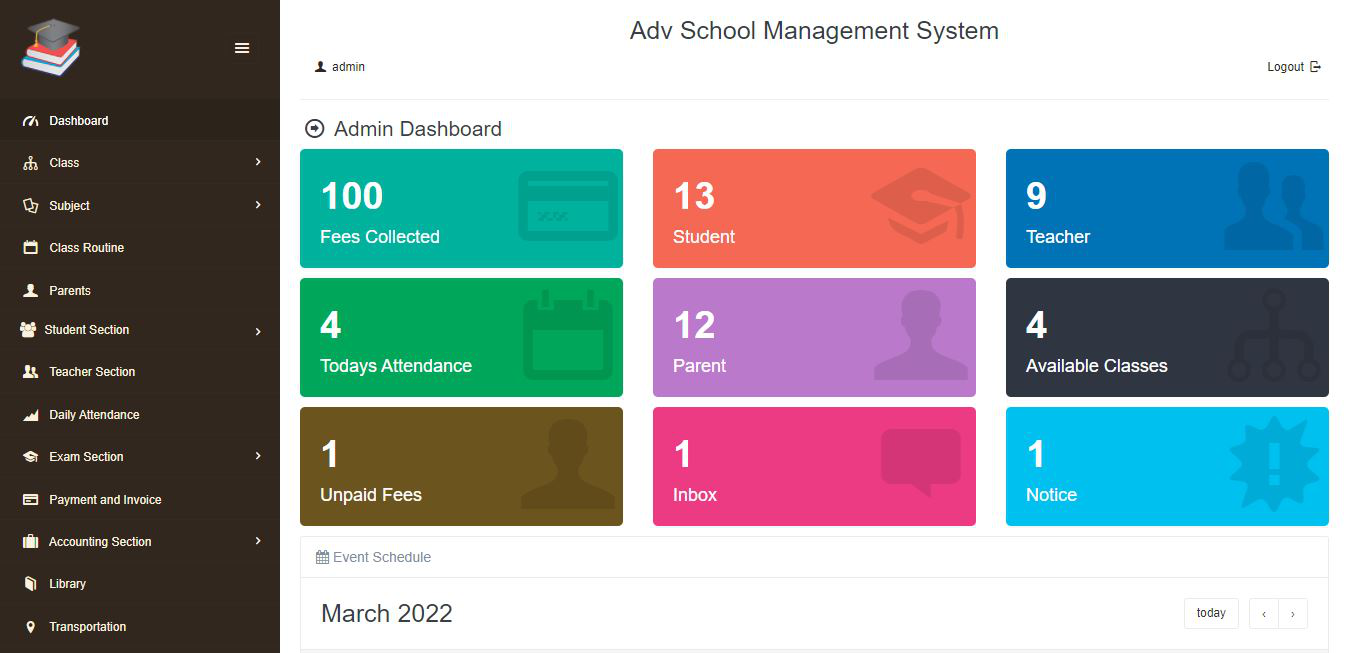 Adv School Management System
admin
Logout
Dashboard
Class
Subject
Class Routine
Parents
Student Section
Teacher Section
Daily Attendance
Exam Section
Payment and Invoice
Accounting Section
Library
Transportation
Admin Dashboard
100
Fees Collected
13
Student
9
Teacher
4
Todays Attendance
12
Parent
4
Available Classes
1
Unpaid Fees
1
Inbox
1
Notice
Event Schedule
March 2022
today
‹ ›